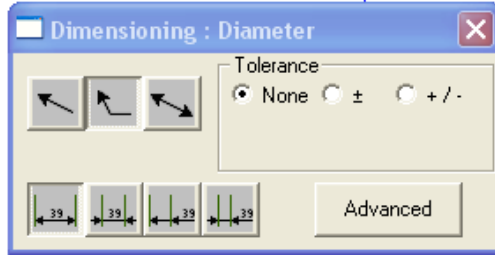 Dimensioning : Diameter
Tolerance
None ± + / -
39 39 39 39
Advanced